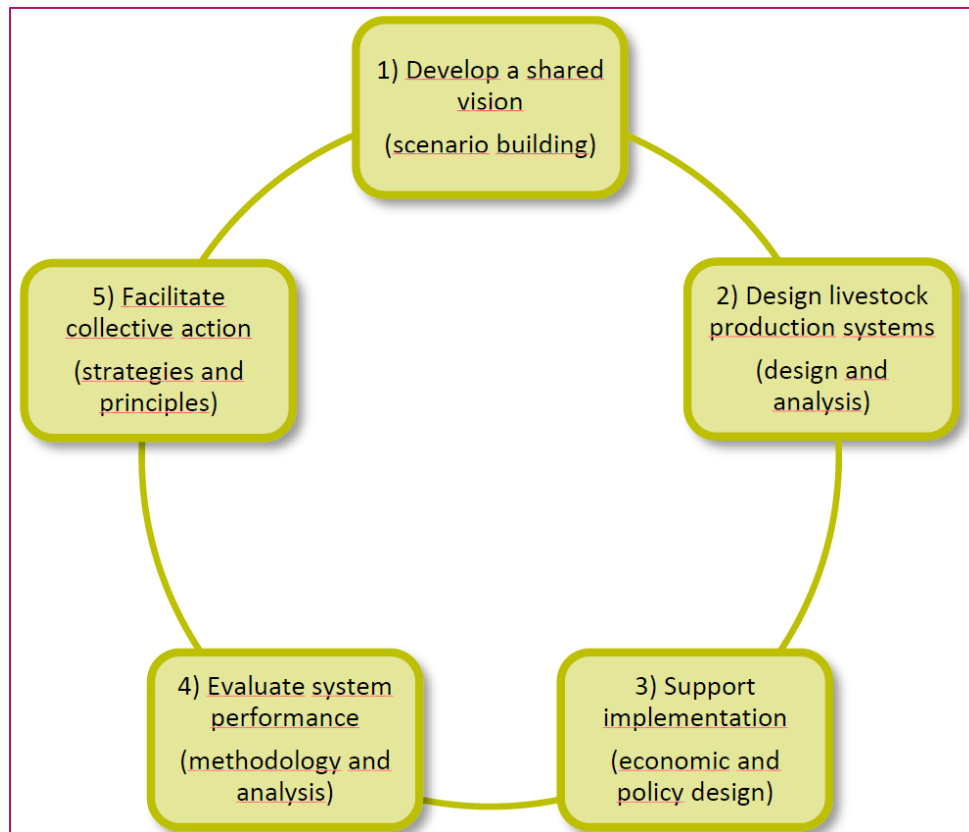 1) Develop a shared
vision
(scenario building)
2) Design livestock
production systems
(design and
analysis)
3) Support
implementation
(economic and
policy design)
4) Evaluate system
performance
(methodology and
analysis)
5) Facilitate
collective action
(strategies and
principles)